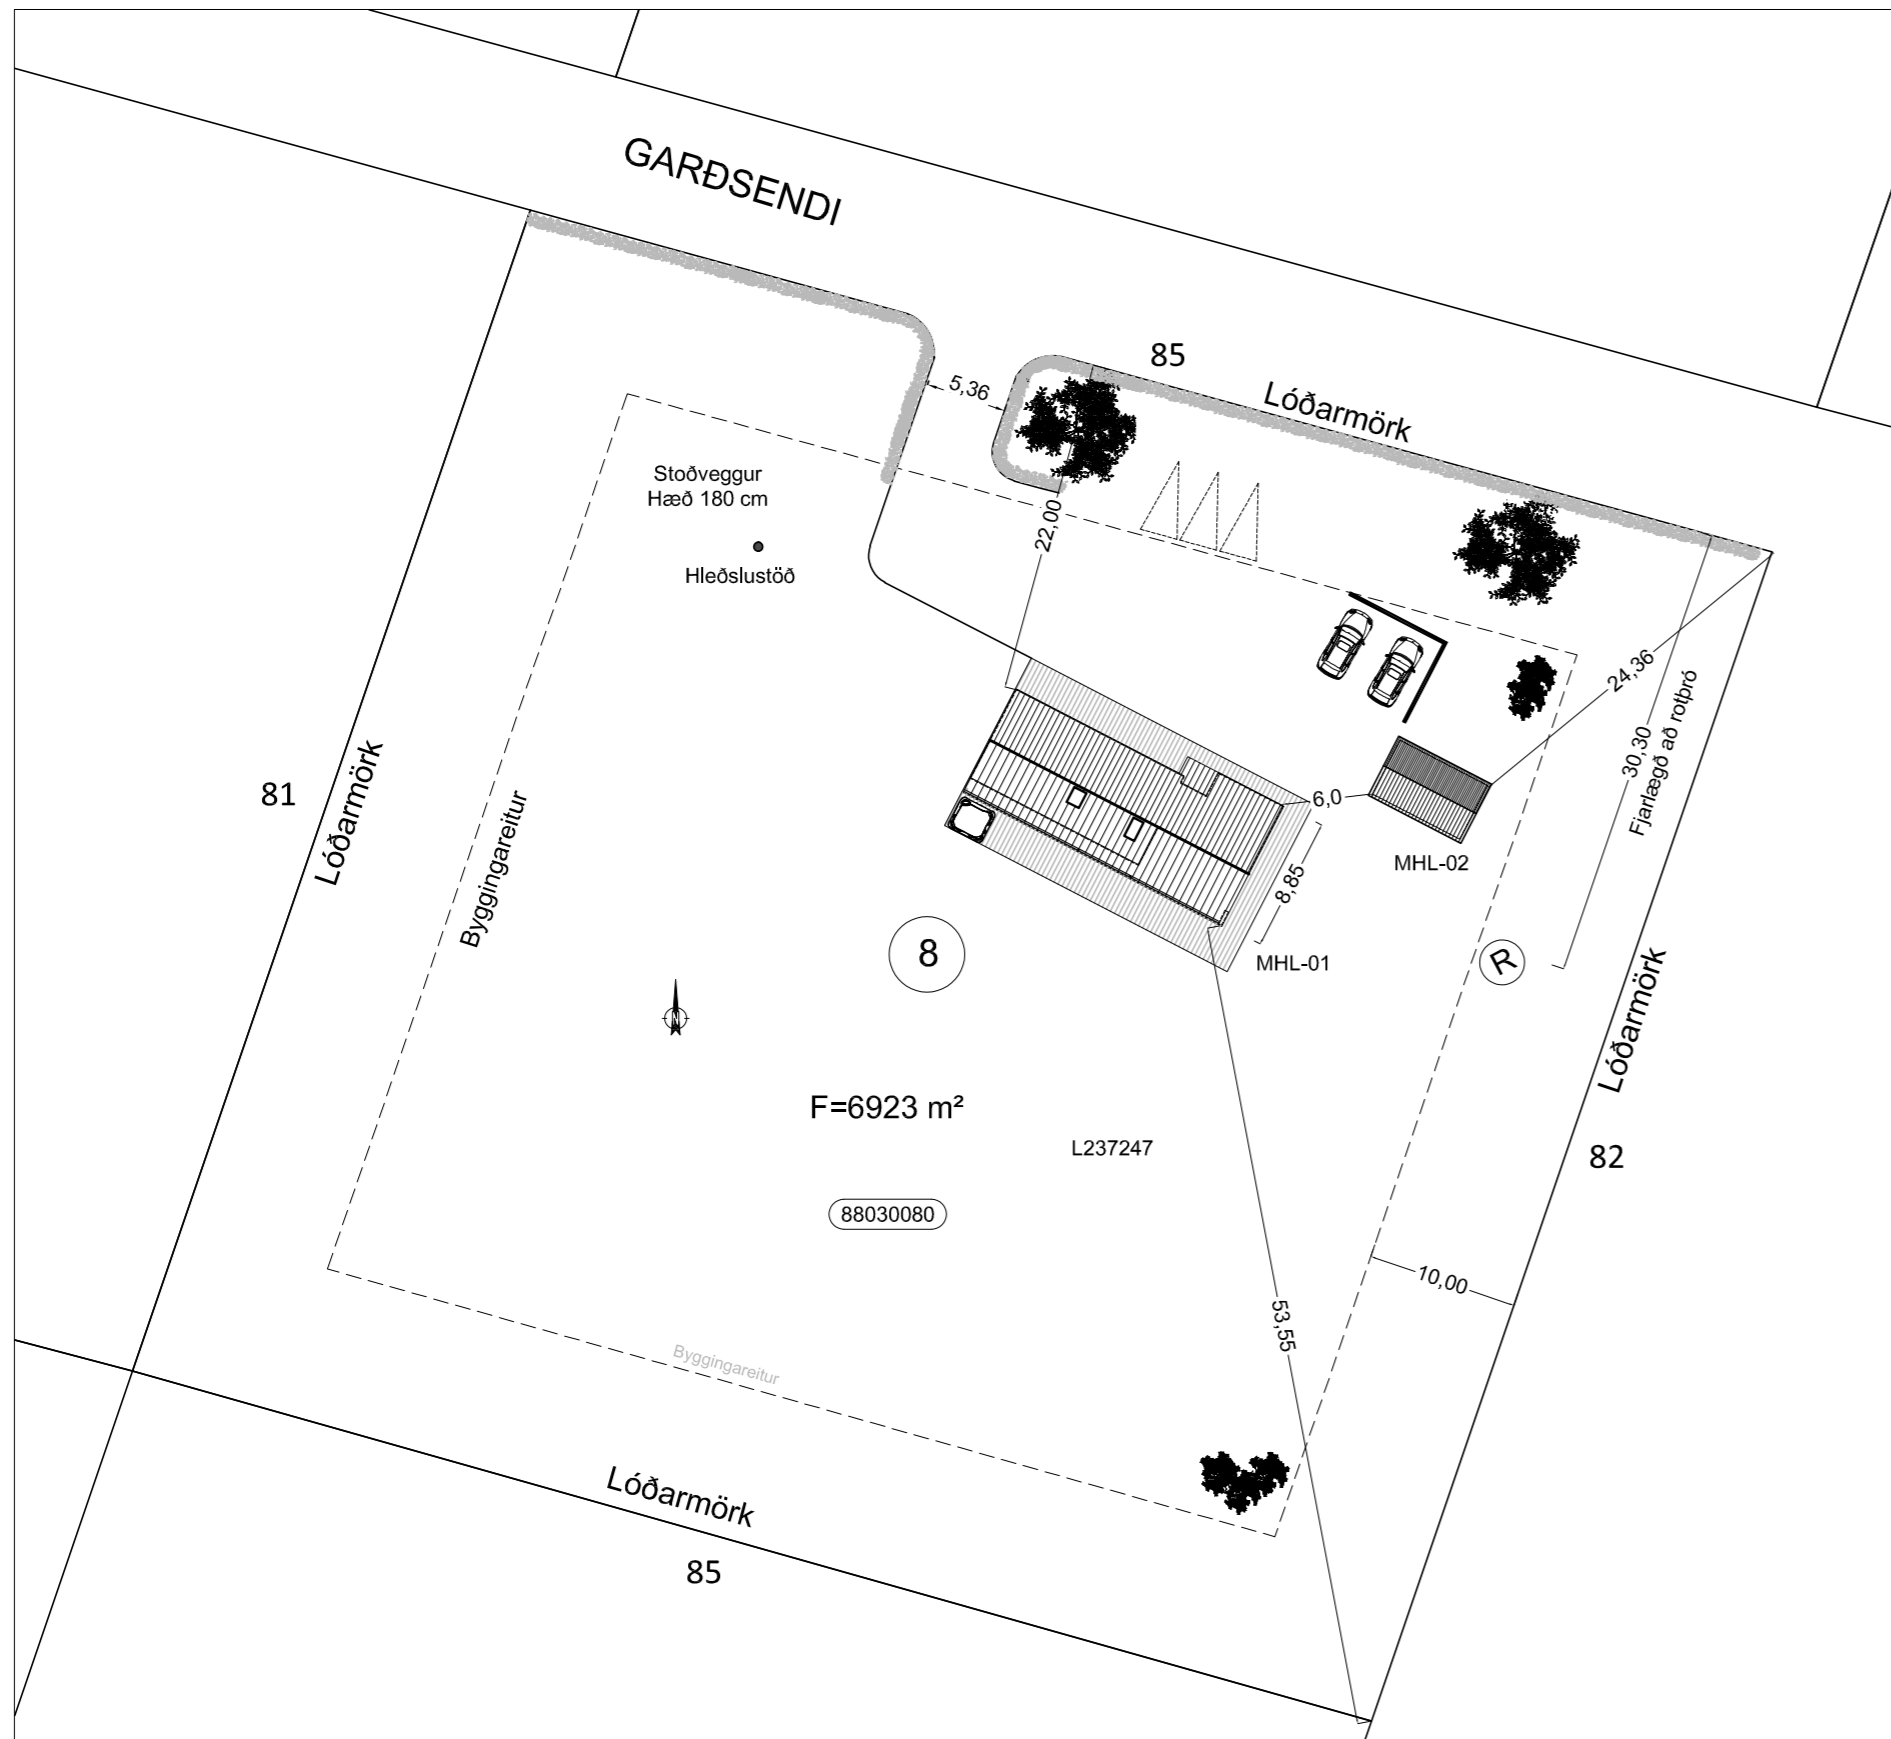 GARÐSENDI
85
Lóðarmörk
5,36
Stoðveggur
Hæð 180 cm
22,00
Hleðslustöð
24,36
30,30
Fjarlægð að rotþró
81
Lóðarmörk
Byggingareitur
6,0
MHL-02
8,85
8
MHL-01
R
Lóðarmörk
F=6923 m²
L237247
82
88030080
10,00
53,55
Byggingareitur
Lóðarmörk
85